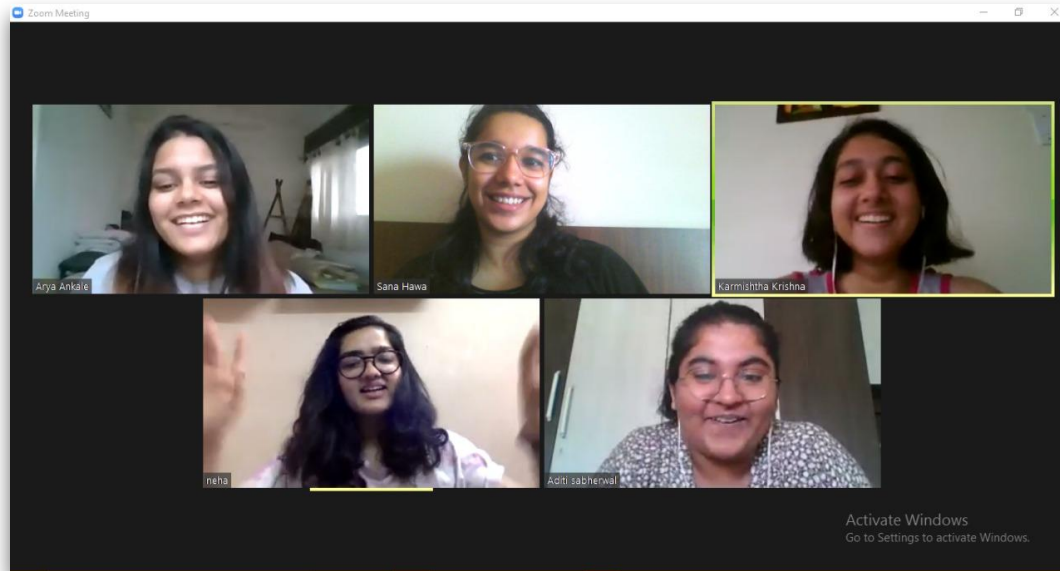 Zoom Meeting
Arya Ankale
Sana Hawa
Karmishtha Krishna
neha
Aditi sabherwal
Activate Windows
Go to Settings to activate Windows.